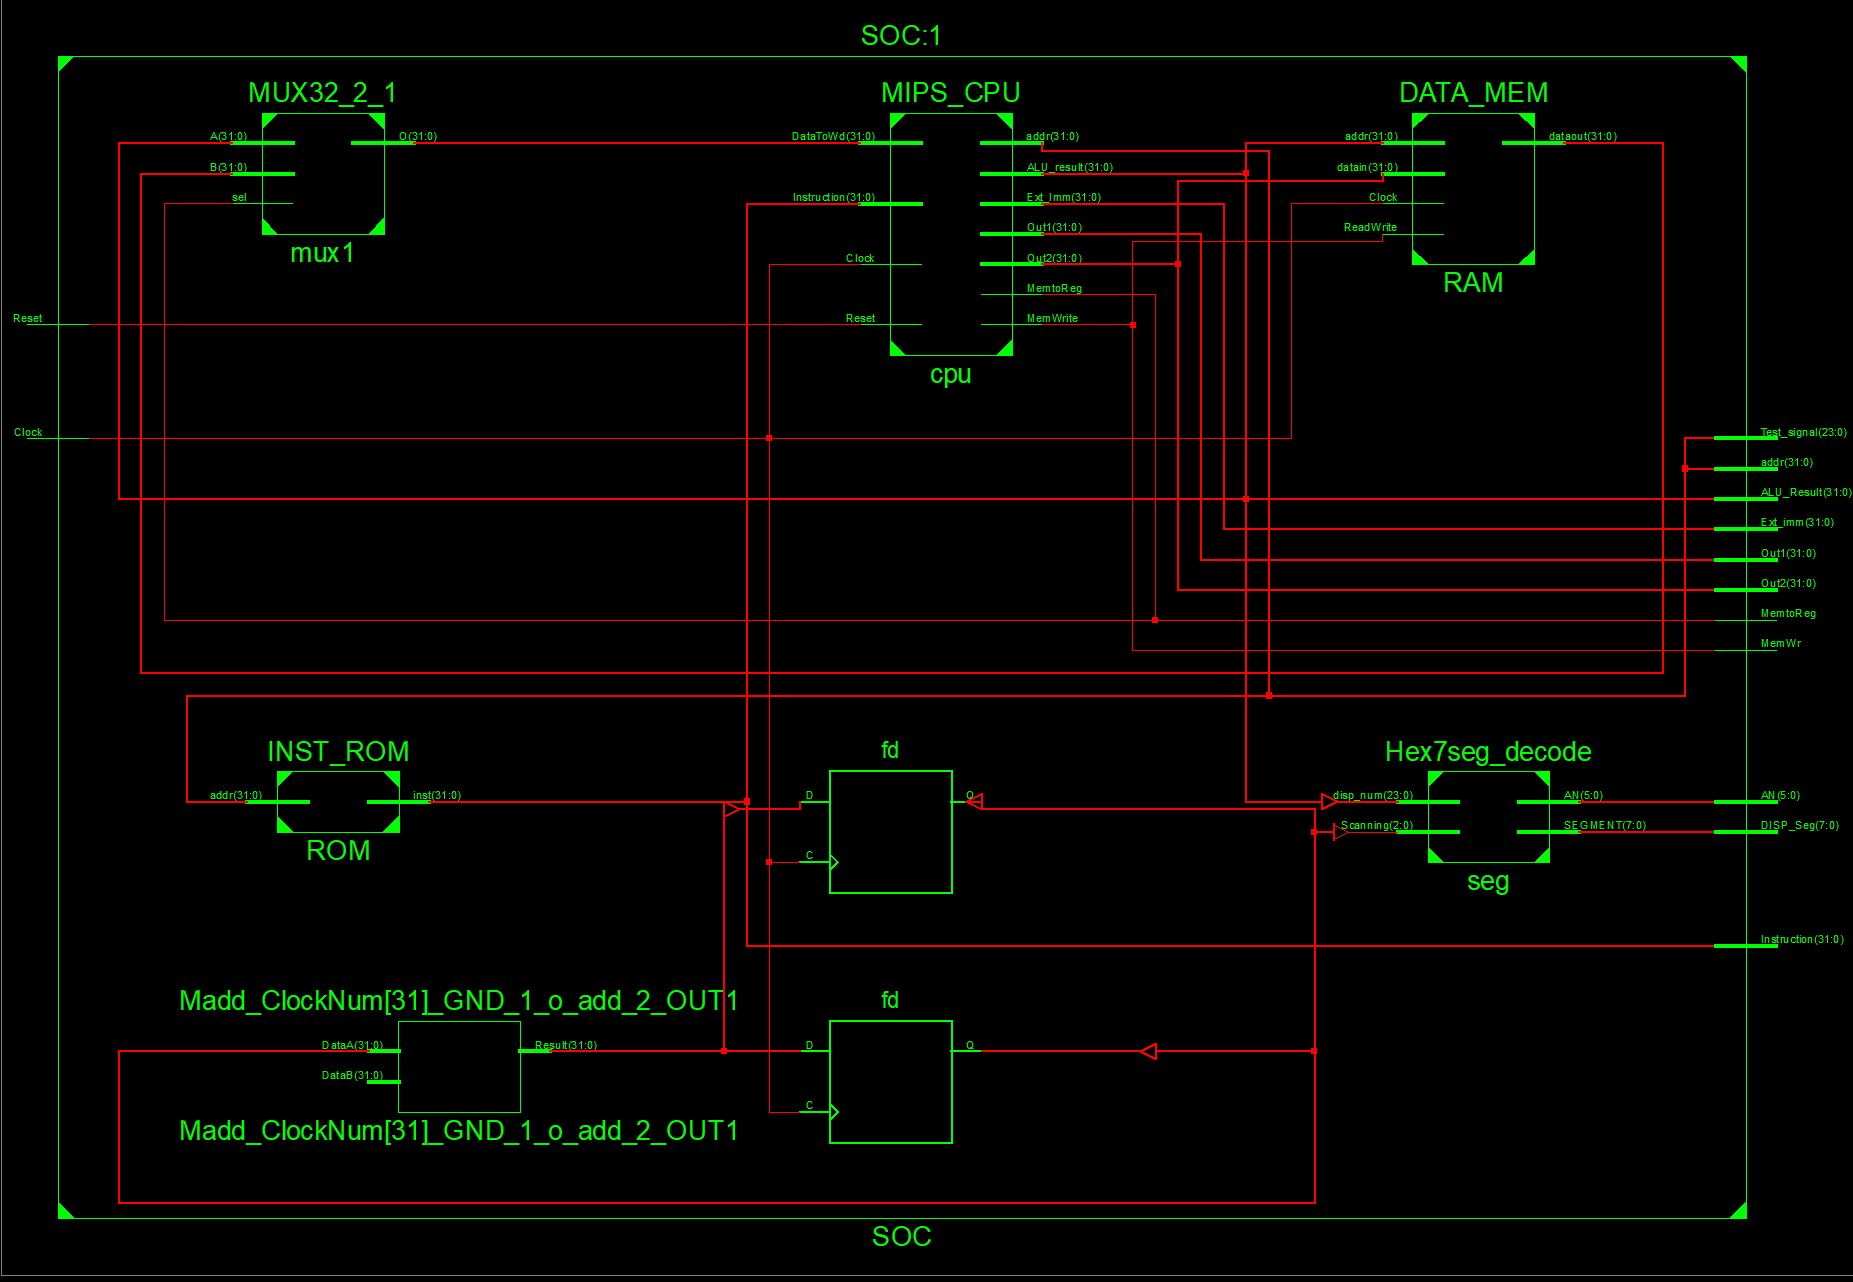 SOC:1
MUX32_2_1
A(31:0)
B(31:0)
sel
O(31:0)
mux1
MIPS_CPU
DataToWd(31:0)
Instruction(31:0)
Clock
Reset
addr(31:0)
ALU_result(31:0)
Ext_Imm(31:0)
Out1(31:0)
Out2(31:0)
MemtoReg
MemWrite
cpu
DATA_MEM
addr(31:0)
datain(31:0)
Clock
ReadWrite
dataout(31:0)
RAM
Reset
Clock
Test_signal(23:0)
addr(31:0)
ALU_Result(31:0)
Ext_imm(31:0)
Out1(31:0)
Out2(31:0)
MemtoReg
MemWr
INST_ROM
addr(31:0)
inst(31:0)
ROM
fd
D
C
Q
Hex7seg_decode
disp_num(23:0)
Scanning(2:0)
AN(5:0)
SEGMENT(7:0)
seg
AN(5:0)
DISP_Seg(7:0)
Instruction(31:0)
Madd_ClockNum[31]_GND_1_o_add_2_OUT1
DataA(31:0)
DataB(31:0)
Result(31:0)
Madd_ClockNum[31]_GND_1_o_add_2_OUT1
fd
D
C
Q
SOC